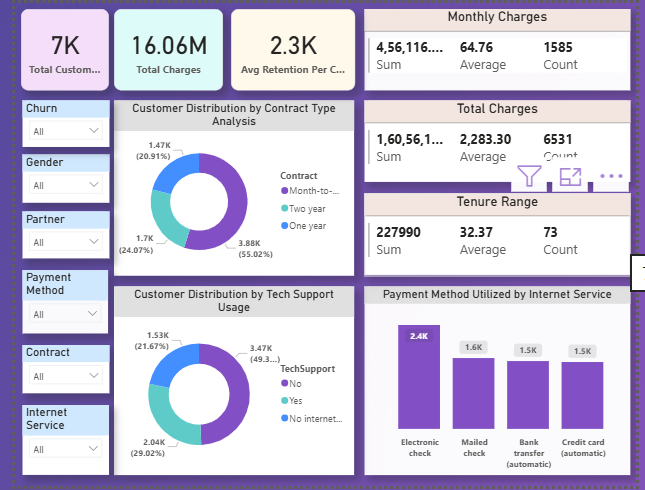 7K
Total Custom...
16.06M
Total Charges
2.3K
Avg Retention Per C...
Monthly Charges
4,56,116....
Sum
64.76
Average
1585
Count
Churn
All
Gender
All
Partner
All
Payment
Method
All
Contract
All
Internet
Service
All
Customer Distribution by Contract Type
Analysis
1.47K
(20.91%)
1.7K
(24.07%)
3.88K
(55.02%)
Contract
Month-to-...
Two year
One year
Total Charges
1,60,56,1...
Sum
2,283.30
Average
6531
Count
Tenure Range
227990
Sum
32.37
Average
73
Count
Customer Distribution by Tech Support
Usage
1.53K
(21.67%)
3.47K
(49.3...)
2.04K
(29.02%)
TechSupport
No
Yes
No internet...
Payment Method Utilized by Internet Service
2.4K
1.6K
1.5K
1.5K
Electronic
check
Mailed
check
Bank
transfer
(automatic)
Credit card
(automatic)